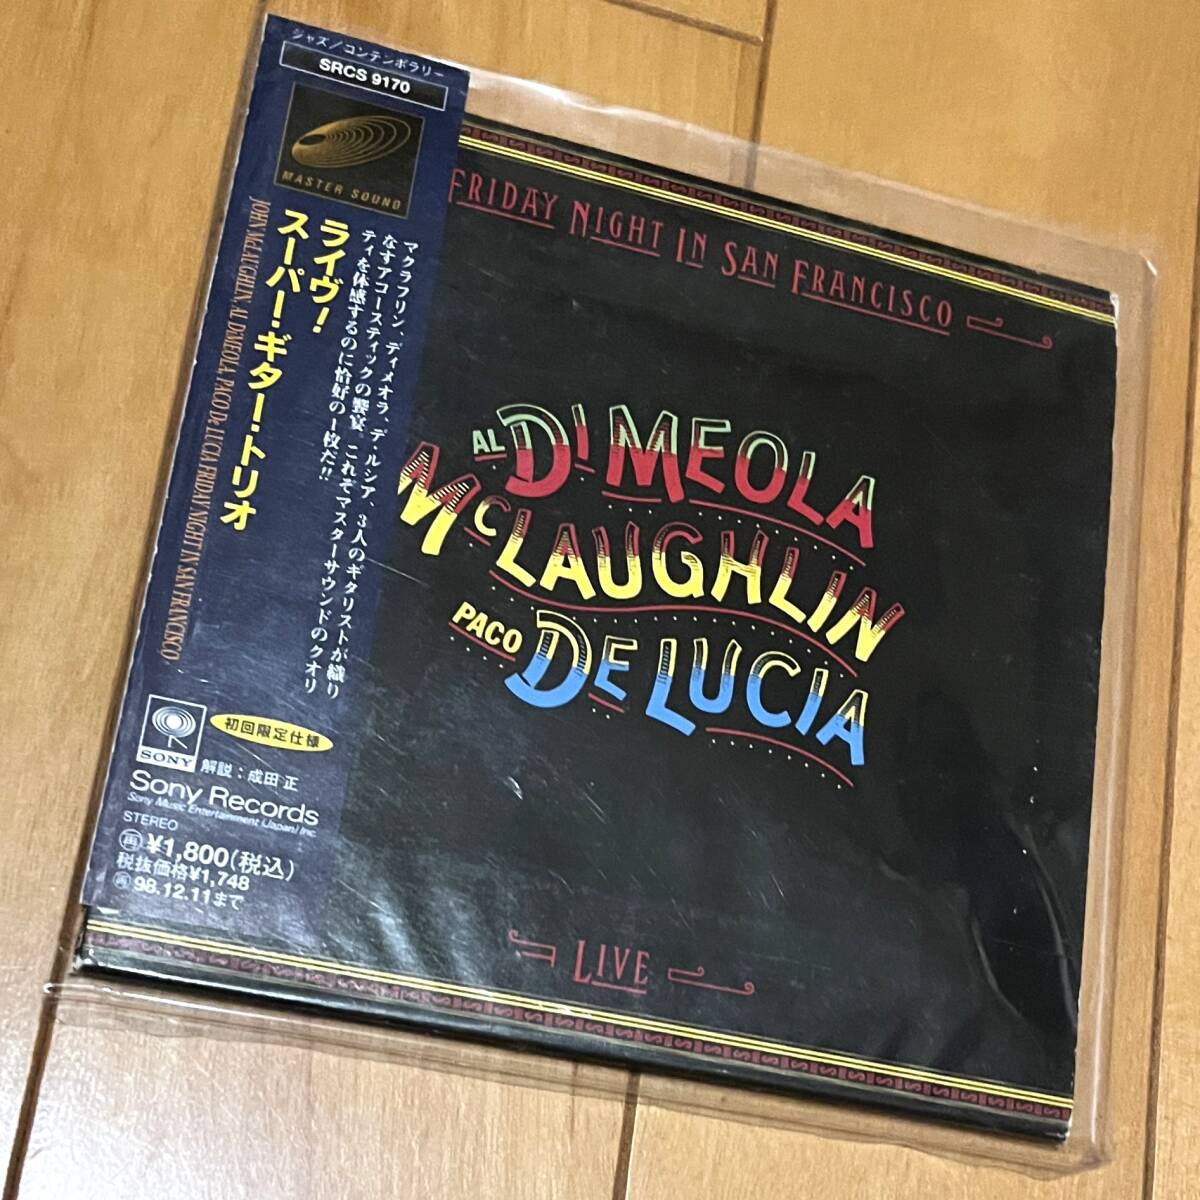 ジャズ/コンテンポラリー
SRCS 9170
MASTER SOUND
ライヴ!
スーパー・ギター・トリオ
JOHN McLAUGHLIN, AL DiMEOLA, PACO De LUCIA/FRIDAY NIGHT IN SAN FRANCISCO
マクラフリン、ディメオラ、デ・ルシア、3人のギタリストが織り
なすアコースティックの饗宴。これぞマスターサウンドのクオリ
ティを体感するのに恰好の1枚だ!!
初回限定仕様
SONY
解説:成田 正
Sony Records
Sony Music Entertainment (Japan) Inc.
STEREO
再 ¥1,800(税込)
税抜価格¥1,748
再 98.12.11まで
FRIDAY NIGHT IN SAN FRANCISCO
AL DI MEOLA
McLAUGHLIN
PACO DE LUCIA
LIVE